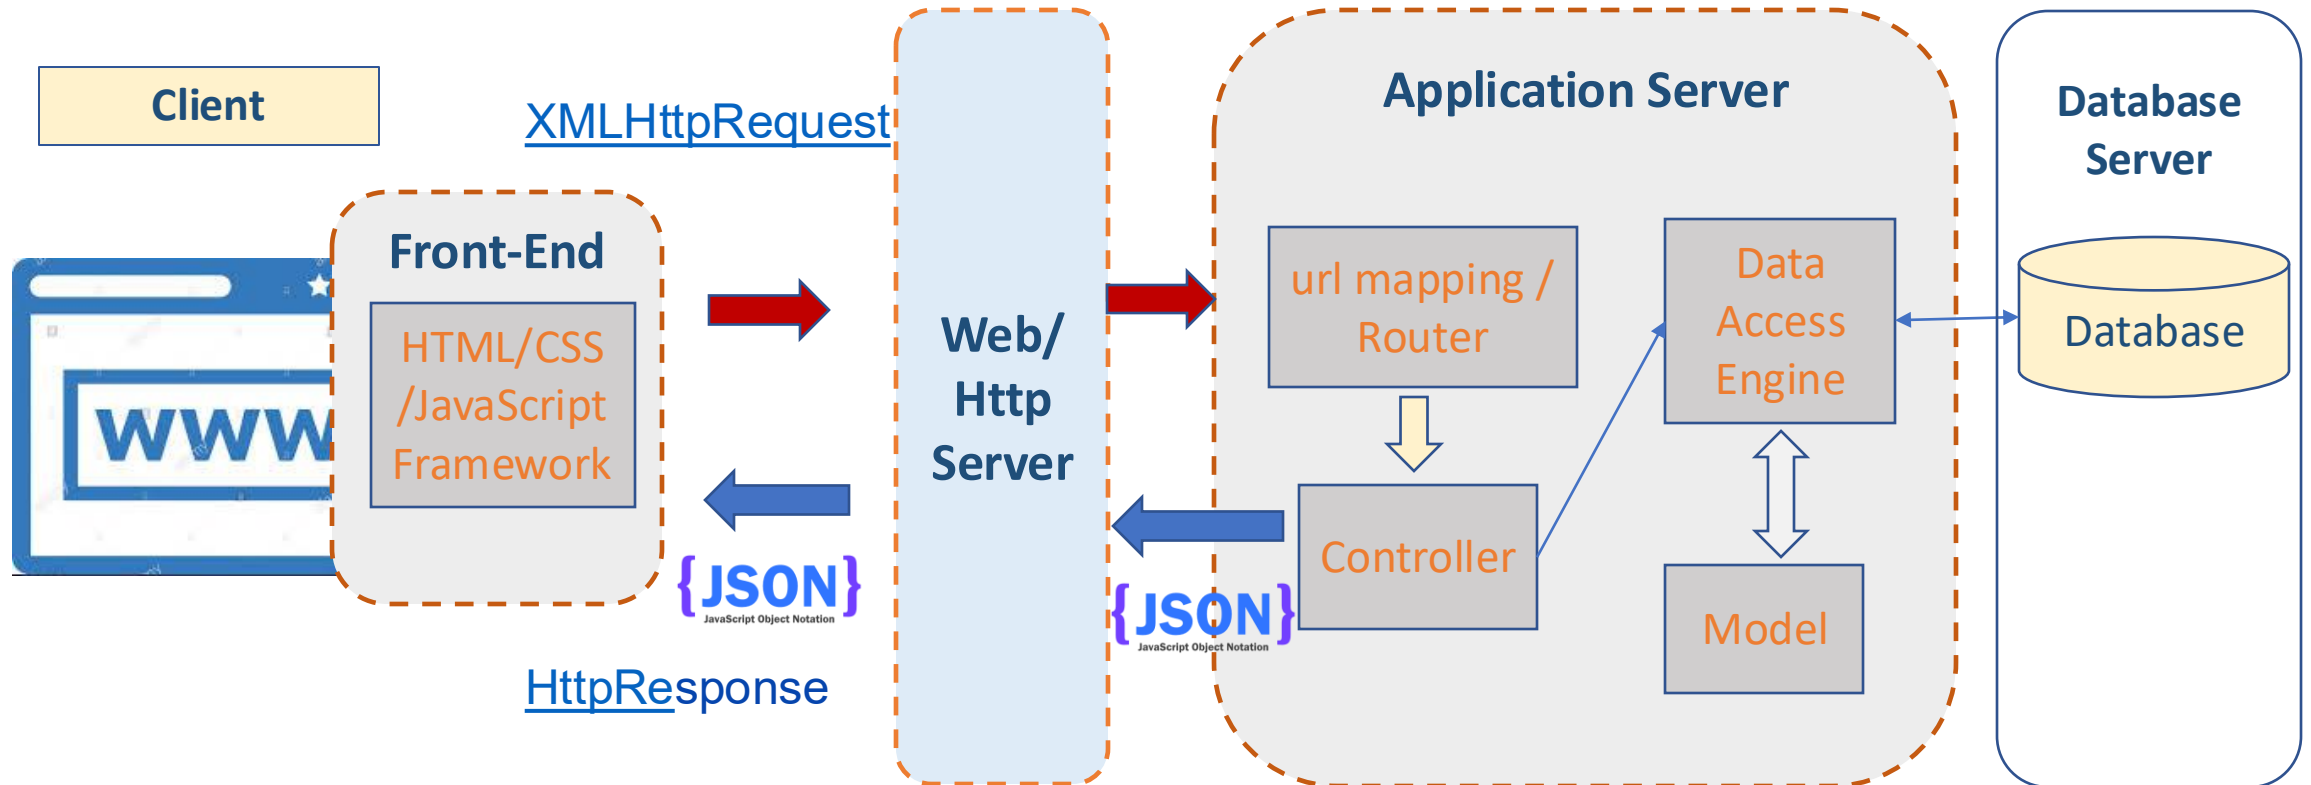 Client
XMLHttpRequest
Front-End
HTML/CSS
/JavaScript
Framework
WWW
{JSON}
JavaScript Object Notation
HttpResponse
Web/
Http
Server
Application Server
url mapping /
Router
Controller
{JSON}
JavaScript Object Notation
Data
Access
Engine
Model
Database
Server
Database